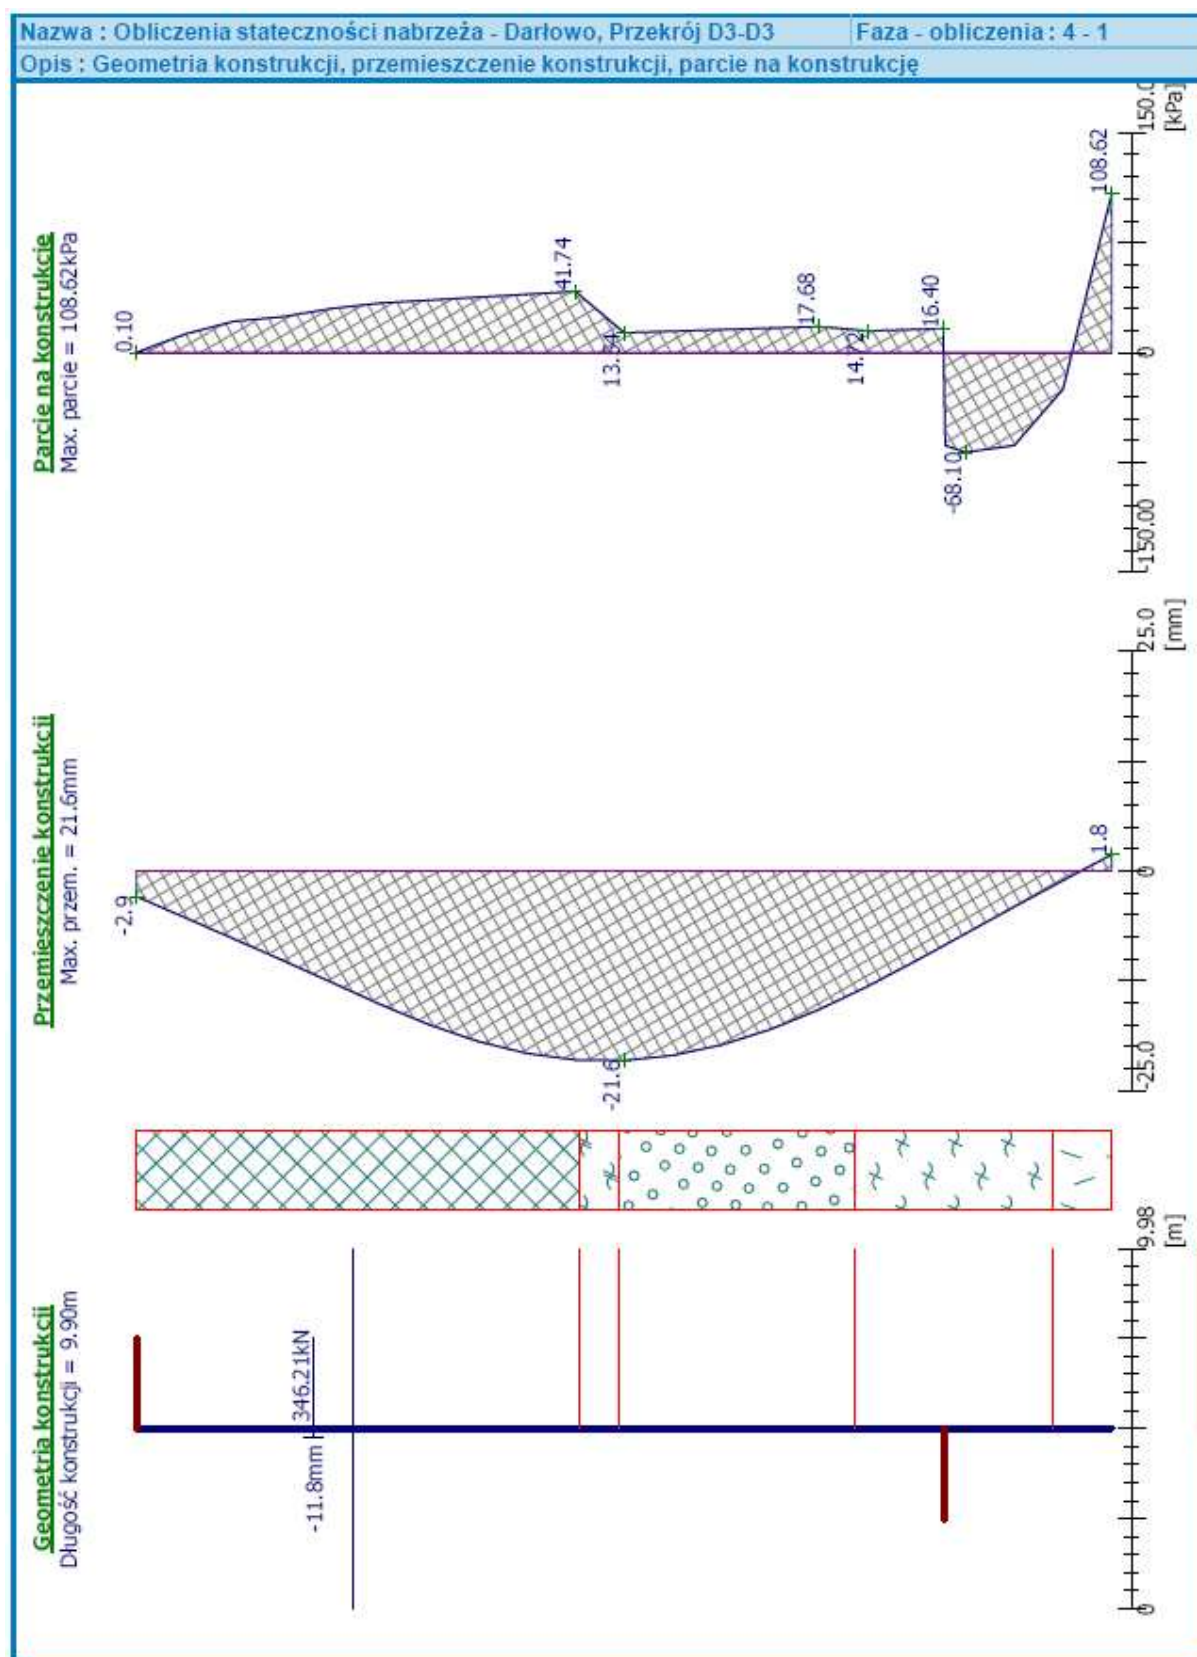 Nazwa : Obliczenia stateczności nabrzeża - Darłowo, Przekrój D3-D3
Faza - obliczenia : 4 - 1
Opis : Geometria konstrukcji, przemieszczenie konstrukcji, parcie na konstrukcję
Geometria konstrukcji
Długość konstrukcji = 9.90m
346.21kN
-11.8mm
0
9.98
[m]
Przemieszczenie konstrukcji
Max. przem. = 21.6mm
-2.9
-21.6
1.8
-25.0
0
25.0
[mm]
Parcie na konstrukcje
Max. parcie = 108.62kPa
0.10
41.74
17.68
14.72
16.40
-68.10
108.62
-150.00
0
[kPa]